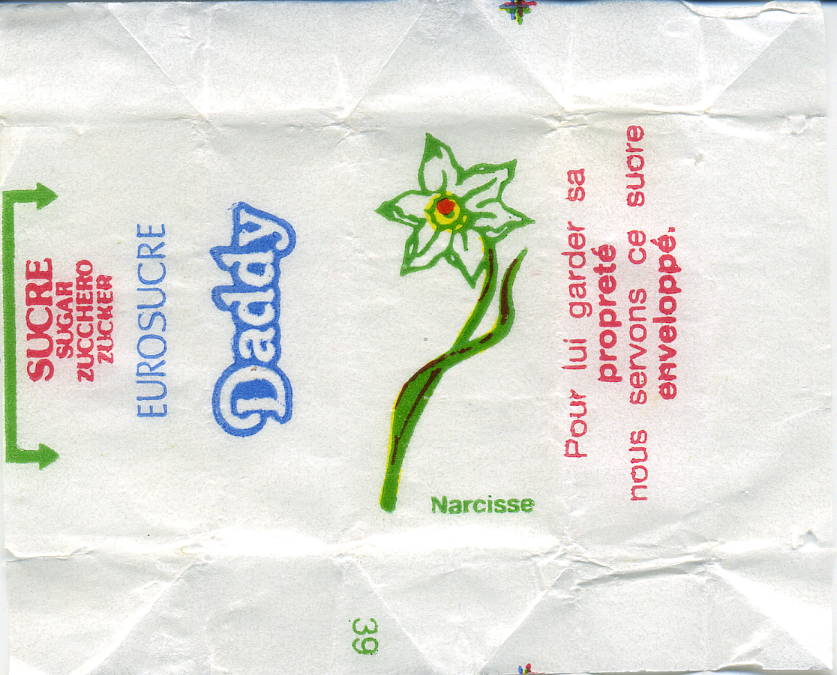 SUCRE
SUGAR
ZUCCHERO
ZUCKER
EUROSUCRE
Daddy
Narcisse
Pour lui garder sa
propreté
nous servons ce sucre
enveloppé.
39